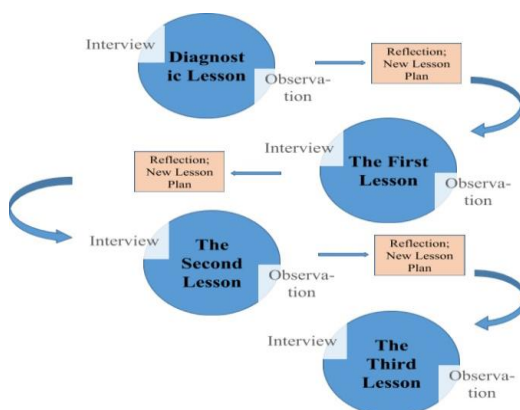 Interview
Diagnost
ic Lesson
Observa-
tion
Reflection;
New Lesson
Plan
Interview
The First
Lesson
Observa-
tion
Reflection;
New Lesson
Plan
Interview
The
Second
Lesson
Observa-
tion
Reflection;
New Lesson
Plan
Interview
The
Third
Lesson
Observa-
tion